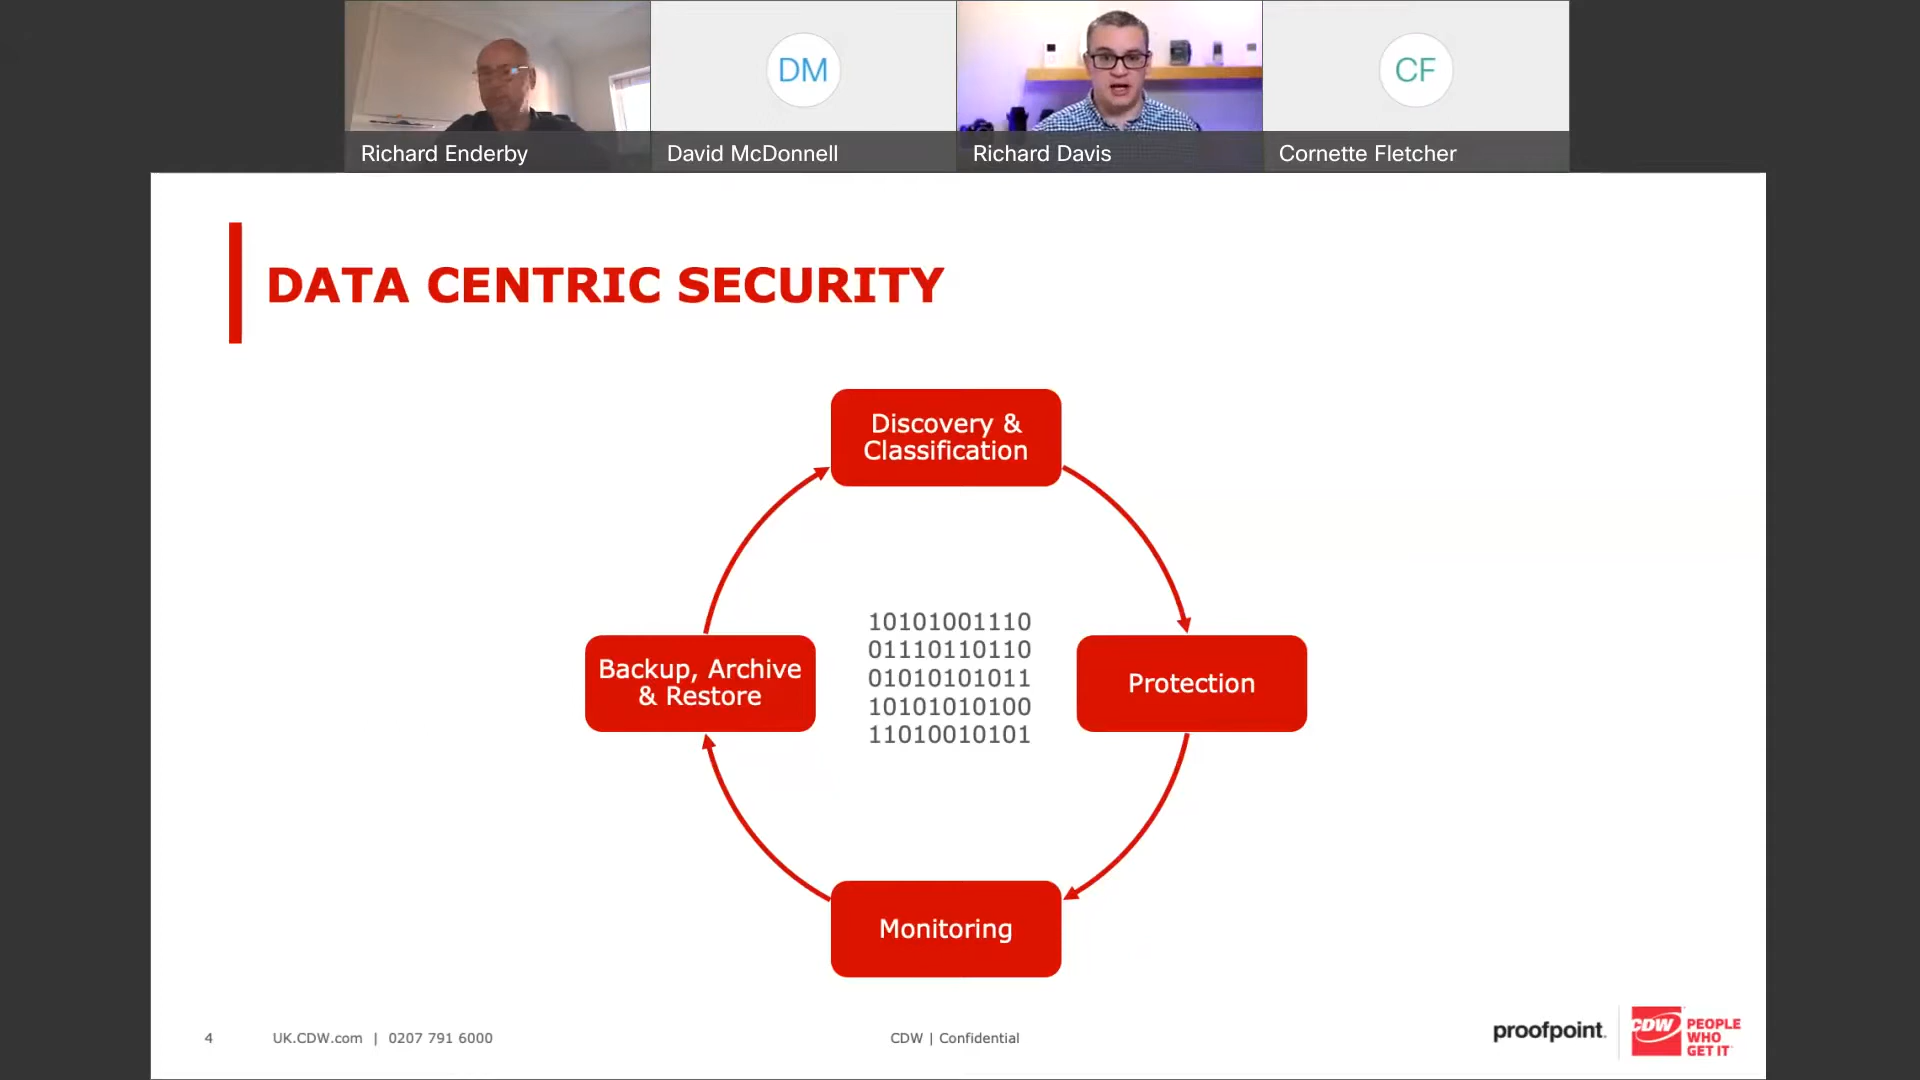 DM
CF
Richard Enderby
David McDonnell
Richard Davis
Cornette Fletcher
DATA CENTRIC SECURITY
Discovery &
Classification
Backup, Archive
& Restore
10101001110
01110110110
01010101011
10101010100
11010010101
Protection
Monitoring
4
UK.CDW.com | 0207 791 6000
CDW | Confidential
proofpoint.
CDW
PEOPLE
WHO
GET IT